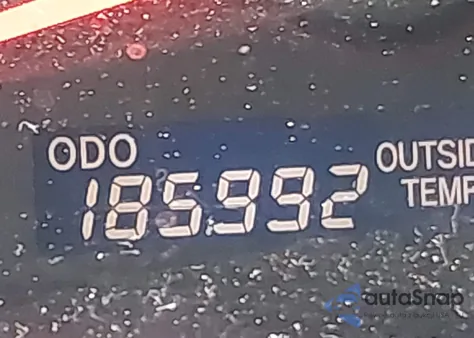 ODO
OUTSID
TEMP
185992
autoSnap